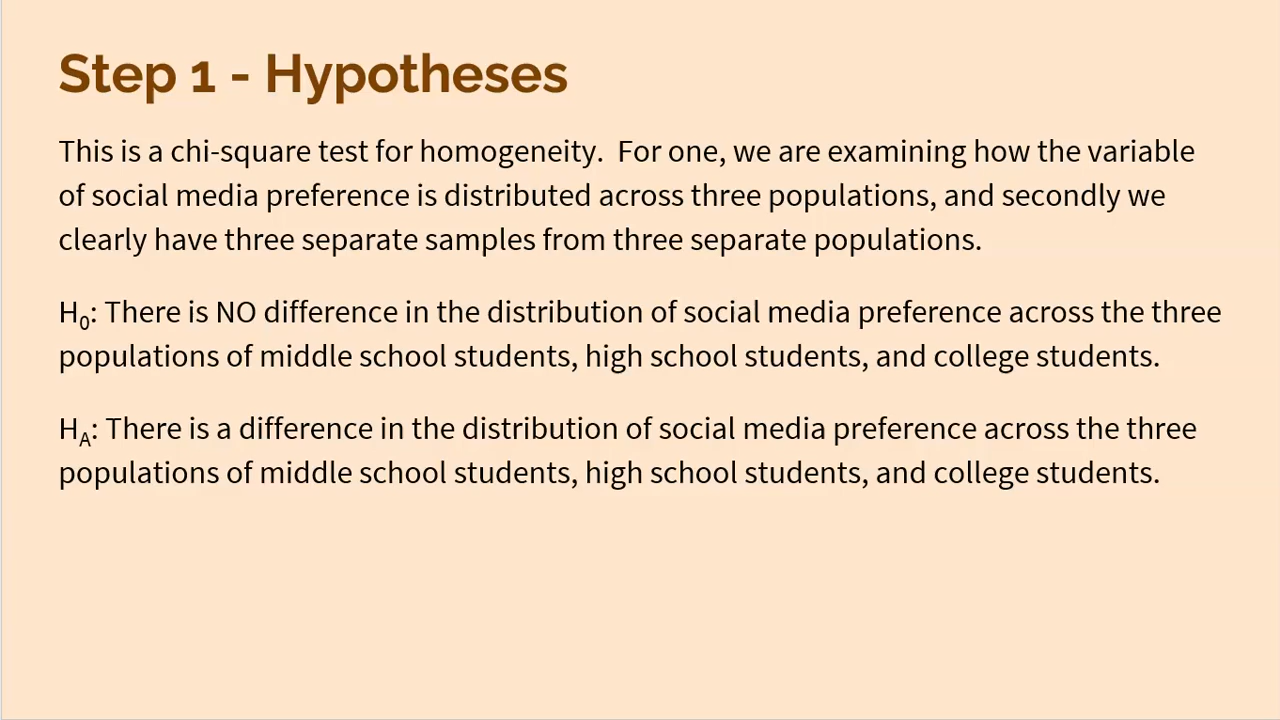 Step 1 - Hypotheses
This is a chi-square test for homogeneity.  For one, we are examining how the variable
of social media preference is distributed across three populations, and secondly we
clearly have three separate samples from three separate populations.
H₀: There is NO difference in the distribution of social media preference across the three
populations of middle school students, high school students, and college students.
H_A: There is a difference in the distribution of social media preference across the three
populations of middle school students, high school students, and college students.